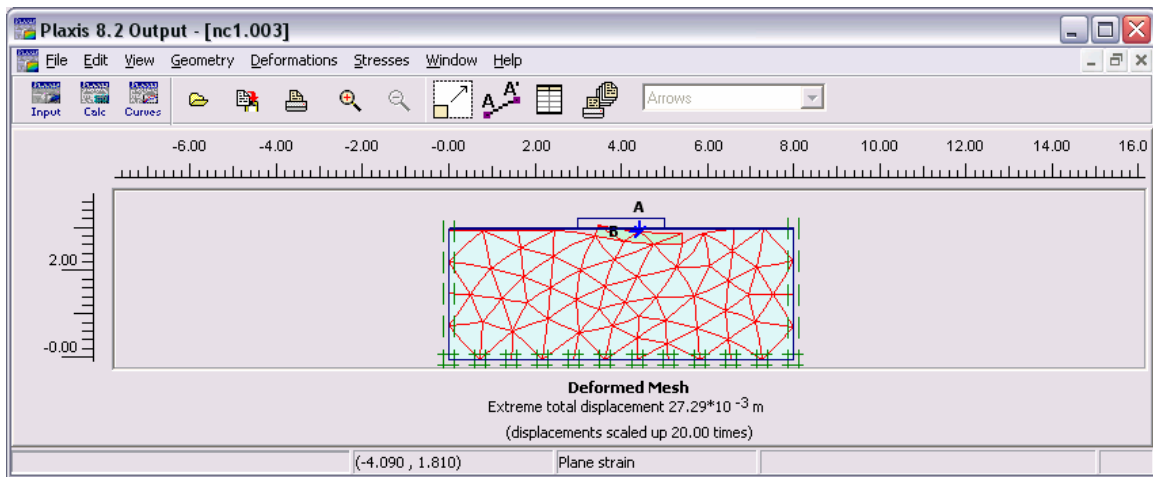 Plaxis 8.2 Output - [nc1.003]
File Edit View Geometry Deformations Stresses Window Help
Input Calc Curves A A' Arrows
-6.00 -4.00 -2.00 -0.00 2.00 4.00 6.00 8.00 10.00 12.00 14.00 16.0
A
B
2.00
-0.00
Deformed Mesh
Extreme total displacement 27.29*10 -3 m
(displacements scaled up 20.00 times)
(-4.090 , 1.810) Plane strain